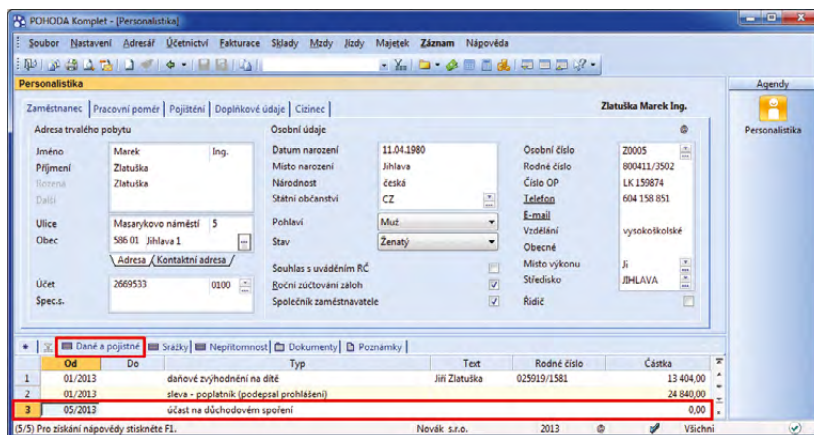 POHODA Komplet - [Personalistika]
Soubor Nastavení Adresář Účetnictví Fakturace Sklady Mzdy Jízdy Majetek Záznam Nápověda
Personalistika
Agendy
Personalistika
Zaměstnanec Pracovní poměr Pojištění Doplňkové údaje Cizinec
Zlatuška Marek Ing.
Adresa trvalého pobytu
Jméno Marek Ing.
Příjmení Zlatuška
Rozená Zlatuška
Další
Ulice Masarykovo náměstí 5
Obec 586 01 Jihlava 1
Adresa Kontaktní adresa
Účet 2669533 0100
Spec.s.
Osobní údaje
Datum narození 11.04.1980
Místo narození Jihlava
Národnost česká
Státní občanství CZ
Pohlaví Muž
Stav Ženatý
Souhlas s uváděním RČ
Roční zúčtování záloh
Společník zaměstnavatele
@
Osobní číslo Z0005
Rodné číslo 800411/3502
Číslo OP LK 159874
Telefon 604 158 851
E-mail
Vzdělání vysokoškolské
Obecné
Místo výkonu Ji
Středisko JIHLAVA
Řidič
Daně a pojistné Srážky Nepřítomnost Dokumenty Poznámky
Od Do Typ Text Rodné číslo Částka
1 01/2013 daňové zvýhodnění na dítě Jiří Zlatuška 025919/1581 13 404,00
2 01/2013 sleva - poplatník (podepsal prohlášení) 24 840,00
3 05/2013 účast na důchodovém spoření 0,00
(5/5) Pro získání nápovědy stiskněte F1. Novák s.r.o. 2013 @ Všichni